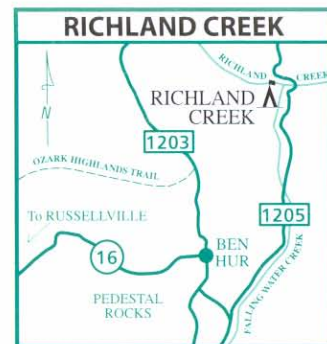 RICHLAND CREEK
RICHLAND CREEK
RICHLAND
CREEK
N
1203
OZARK HIGHLANDS TRAIL
To RUSSELLVILLE
1205
16
BEN
HUR
PEDESTAL
ROCKS
FALLING WATER CREEK